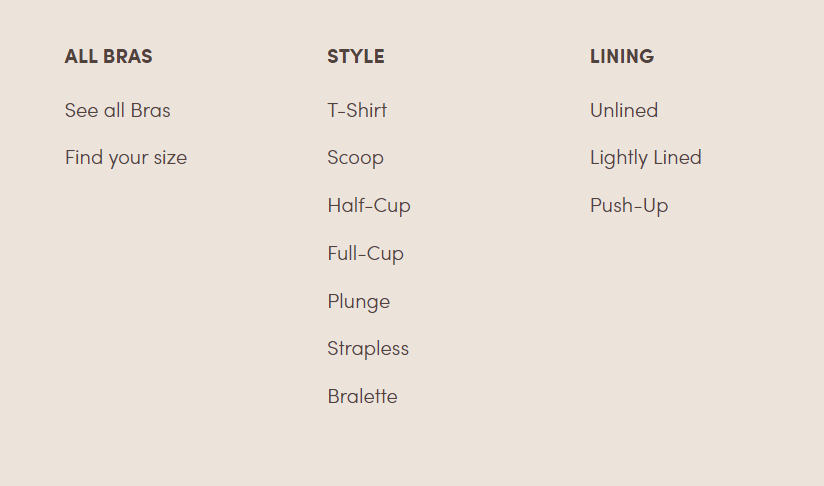 ALL BRAS
See all Bras
Find your size
STYLE
T-Shirt
Scoop
Half-Cup
Full-Cup
Plunge
Strapless
Bralette
LINING
Unlined
Lightly Lined
Push-Up